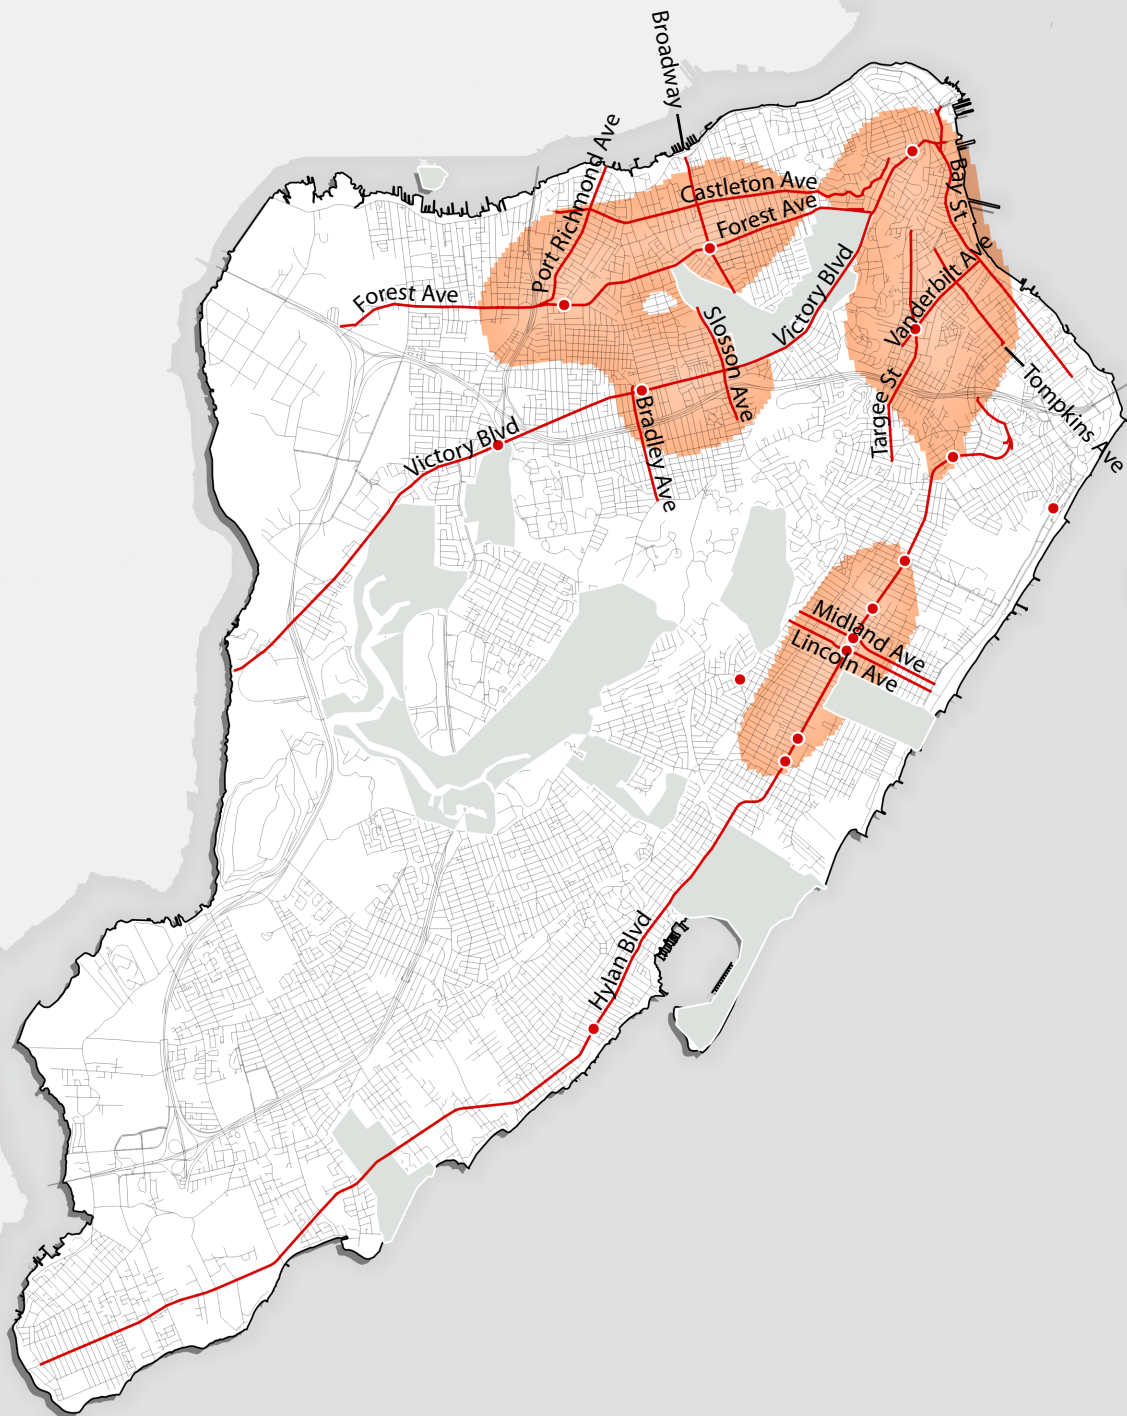 Broadway
Port Richmond Ave
Castleton Ave
Forest Ave
Bay St
Forest Ave
Victory Blvd
Vanderbilt Ave
Slosson Ave
Targee St
Tompkins Ave
Victory Blvd
Bradley Ave
Midland Ave
Lincoln Ave
Hylan Blvd